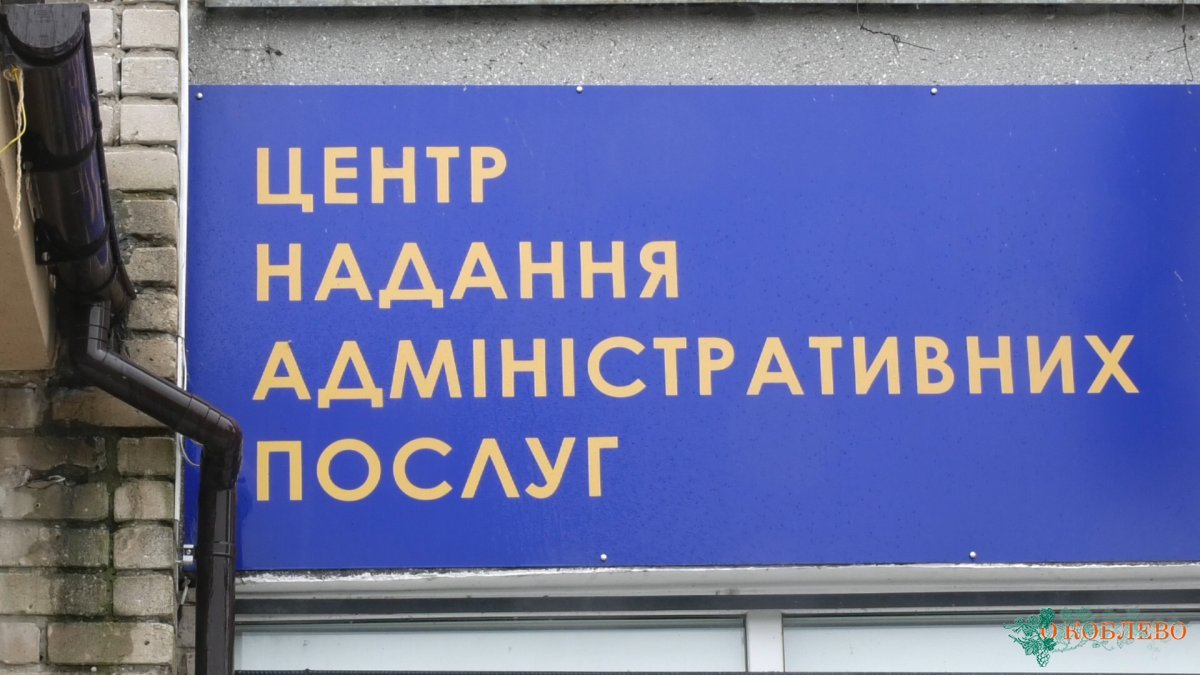 ЦЕНТР
НАДАННЯ
АДМІНІСТРАТИВНИХ
ПОСЛУГ
О КОБЛЕВО